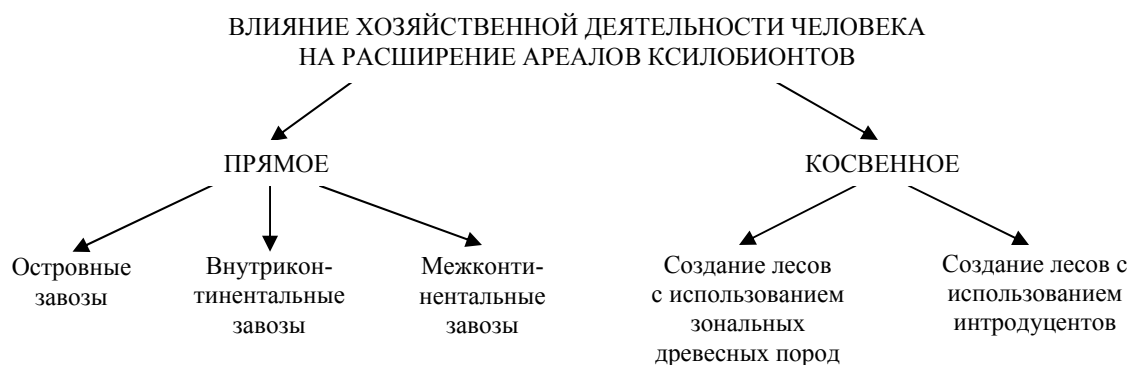 ВЛИЯНИЕ ХОЗЯЙСТВЕННОЙ ДЕЯТЕЛЬНОСТИ ЧЕЛОВЕКА
НА РАСШИРЕНИЕ АРЕАЛОВ КСИЛОБИОНТОВ
ПРЯМОЕ
КОСВЕННОЕ
Островные
завозы
Внутрикон-
тинентальные
завозы
Межконти-
нентальные
завозы
Создание лесов
с использованием
зональных
древесных пород
Создание лесов с
использованием
интродуцентов